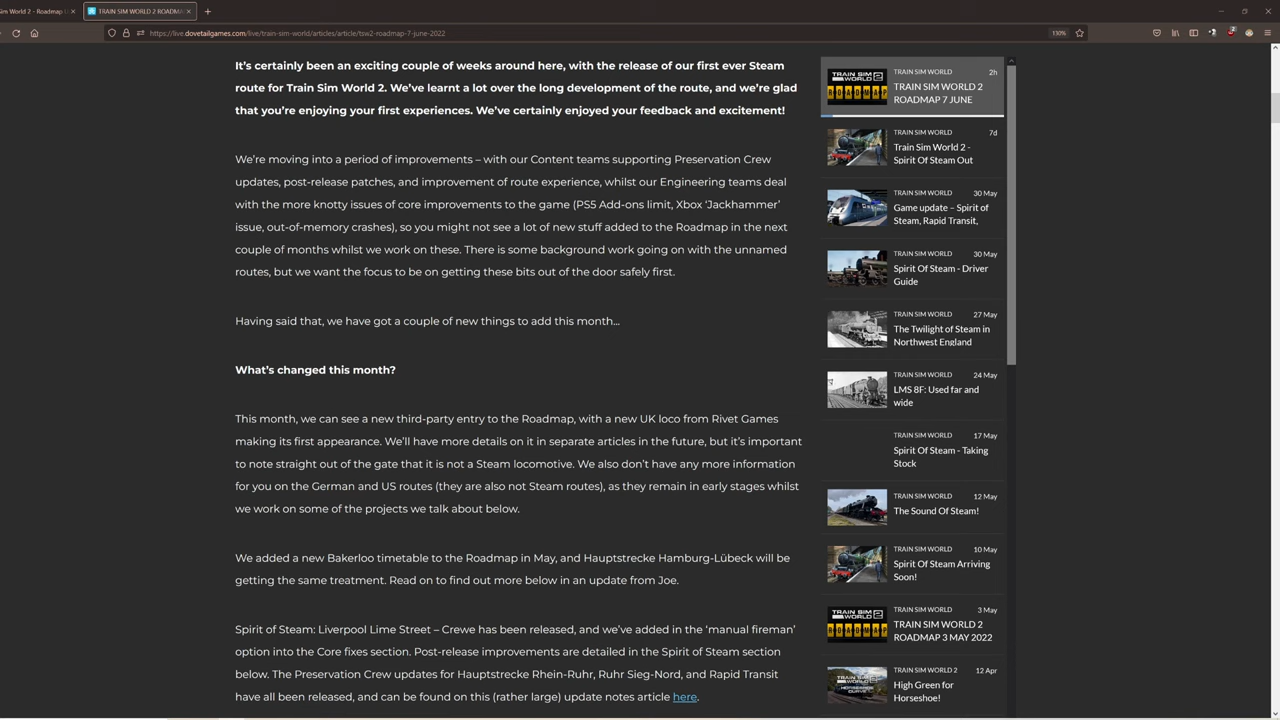 Sim World 2 - Roadmap
TRAIN SIM WORLD 2 ROADMA
https://live.dovetailgames.com/live/train-sim-world/articles/article/tsw2-roadmap-7-june-2022
130%
It's certainly been an exciting couple of weeks around here, with the release of our first ever Steam
route for Train Sim World 2. We've learnt a lot over the long development of the route, and we're glad
that you're enjoying your first experiences. We've certainly enjoyed your feedback and excitement!
We're moving into a period of improvements – with our Content teams supporting Preservation Crew
updates, post-release patches, and improvement of route experience, whilst our Engineering teams deal
with the more knotty issues of core improvements to the game (PS5 Add-ons limit, Xbox 'Jackhammer'
issue, out-of-memory crashes), so you might not see a lot of new stuff added to the Roadmap in the next
couple of months whilst we work on these. There is some background work going on with the unnamed
routes, but we want the focus to be on getting these bits out of the door safely first.
Having said that, we have got a couple of new things to add this month...
What's changed this month?
This month, we can see a new third-party entry to the Roadmap, with a new UK loco from Rivet Games
making its first appearance. We'll have more details on it in separate articles in the future, but it's important
to note straight out of the gate that it is not a Steam locomotive. We also don't have any more information
for you on the German and US routes (they are also not Steam routes), as they remain in early stages whilst
we work on some of the projects we talk about below.
We added a new Bakerloo timetable to the Roadmap in May, and Hauptstrecke Hamburg-Lübeck will be
getting the same treatment. Read on to find out more below in an update from Joe.
Spirit of Steam: Liverpool Lime Street – Crewe has been released, and we've added in the 'manual fireman'
option into the Core fixes section. Post-release improvements are detailed in the Spirit of Steam section
below. The Preservation Crew updates for Hauptstrecke Rhein-Ruhr, Ruhr Sieg-Nord, and Rapid Transit
have all been released, and can be found on this (rather large) update notes article here.
TRAIN SIM WORLD 2
ROADMAP
TRAIN SIM WORLD 2h
TRAIN SIM WORLD 2
ROADMAP 7 JUNE
TRAIN SIM WORLD 7d
Train Sim World 2 -
Spirit Of Steam Out
TRAIN SIM WORLD 30 May
Game update – Spirit of
Steam, Rapid Transit,
TRAIN SIM WORLD 30 May
Spirit Of Steam - Driver
Guide
TRAIN SIM WORLD 27 May
The Twilight of Steam in
Northwest England
TRAIN SIM WORLD 24 May
LMS 8F: Used far and
wide
TRAIN SIM WORLD 17 May
Spirit Of Steam - Taking
Stock
TRAIN SIM WORLD 12 May
The Sound Of Steam!
TRAIN SIM WORLD 10 May
Spirit Of Steam Arriving
Soon!
TRAIN SIM WORLD 2
ROADMAP
TRAIN SIM WORLD 3 May
TRAIN SIM WORLD 2
ROADMAP 3 MAY 2022
TRAIN SIM WORLD 2 12 Apr
High Green for
Horseshoe!